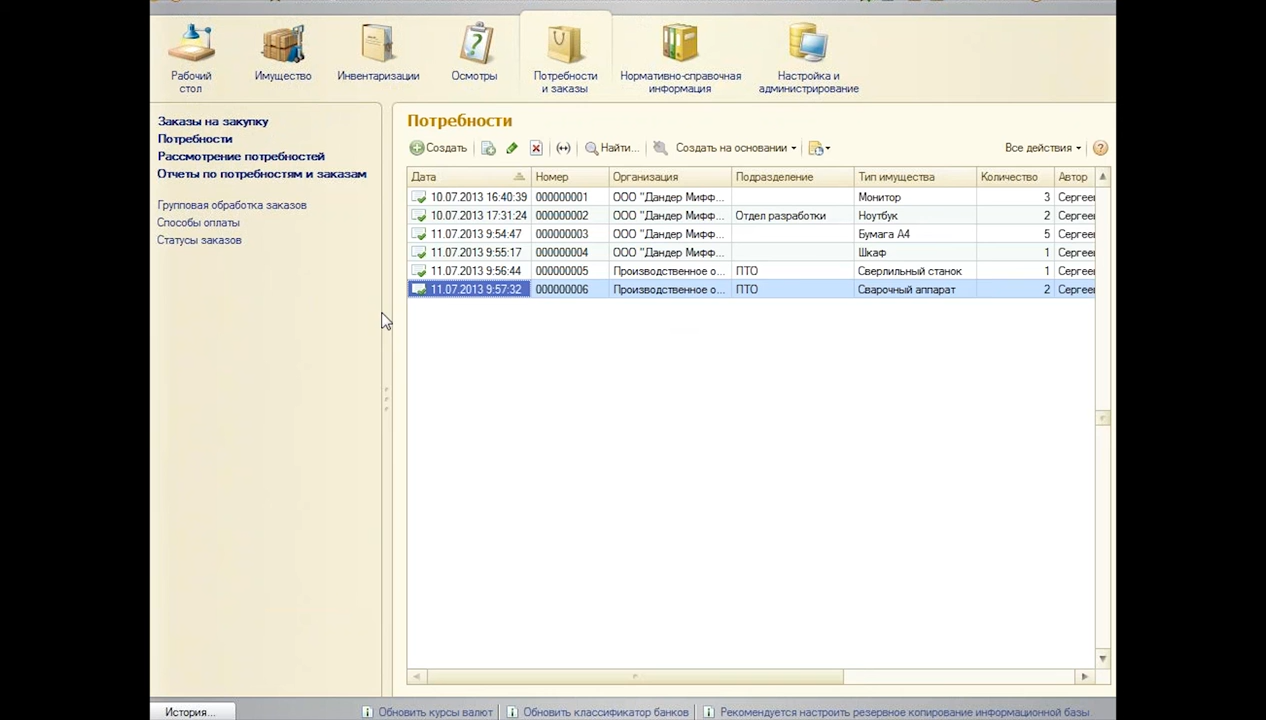 Рабочий
стол
Имущество
Инвентаризации
Осмотры
Потребности
и заказы
Нормативно-справочная
информация
Настройка и
администрирование
Заказы на закупку
Потребности
Рассмотрение потребностей
Отчеты по потребностям и заказам
Групповая обработка заказов
Способы оплаты
Статусы заказов
Потребности
Создать Найти... Создать на основании Все действия
Дата Номер Организация Подразделение Тип имущества Количество Автор
10.07.2013 16:40:39 000000001 ООО "Дандер Мифф... Монитор 3 Сергеев
10.07.2013 17:31:24 000000002 ООО "Дандер Мифф... Отдел разработки Ноутбук 2 Сергеев
11.07.2013 9:54:47 000000003 ООО "Дандер Мифф... Бумага А4 5 Сергеев
11.07.2013 9:55:17 000000004 ООО "Дандер Мифф... Шкаф 1 Сергеев
11.07.2013 9:56:44 000000005 Производственное о... ПТО Сверлильный станок 1 Сергеев
11.07.2013 9:57:32 000000006 Производственное о... ПТО Сварочный аппарат 2 Сергеев
История... Обновить курсы валют Обновить классификатор банков Рекомендуется настроить резервное копирование информационной базы